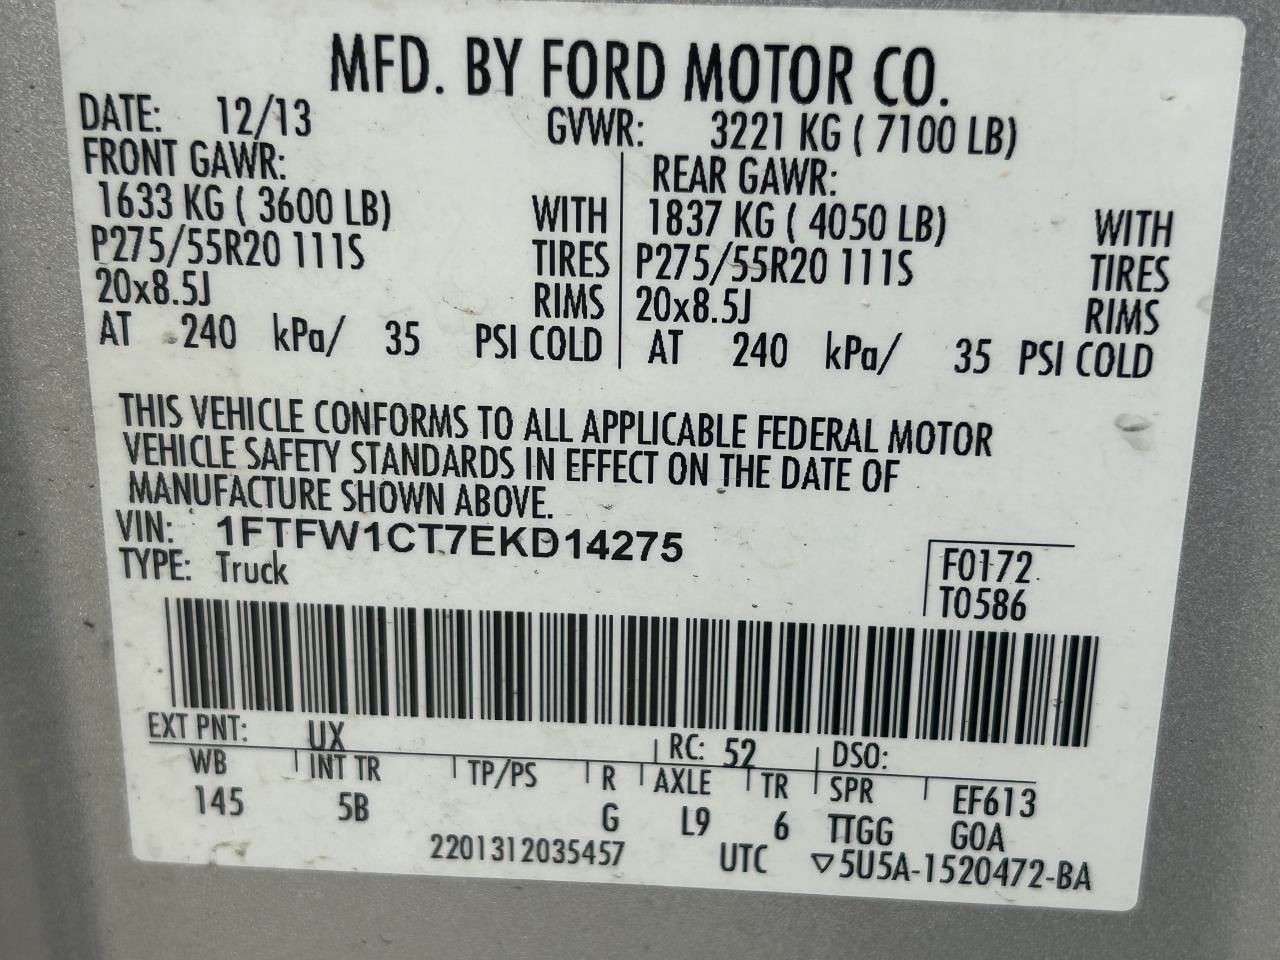 MFD. BY FORD MOTOR CO.
DATE: 12/13 GVWR: 3221 KG ( 7100 LB)
FRONT GAWR: REAR GAWR:
1633 KG ( 3600 LB) WITH 1837 KG ( 4050 LB) WITH
P275/55R20 111S TIRES P275/55R20 111S TIRES
20x8.5J RIMS 20x8.5J RIMS
AT 240 kPa/ 35 PSI COLD AT 240 kPa/ 35 PSI COLD
THIS VEHICLE CONFORMS TO ALL APPLICABLE FEDERAL MOTOR
VEHICLE SAFETY STANDARDS IN EFFECT ON THE DATE OF
MANUFACTURE SHOWN ABOVE.
VIN: 1FTFW1CT7EKD14275
TYPE: Truck
F0172
T0586
EXT PNT: UX RC: 52 DSO:
WB INT TR TP/PS R AXLE TR SPR EF613
145 5B G L9 6 TTGG GOA
2201312035457 UTC ▽5U5A-1520472-BA